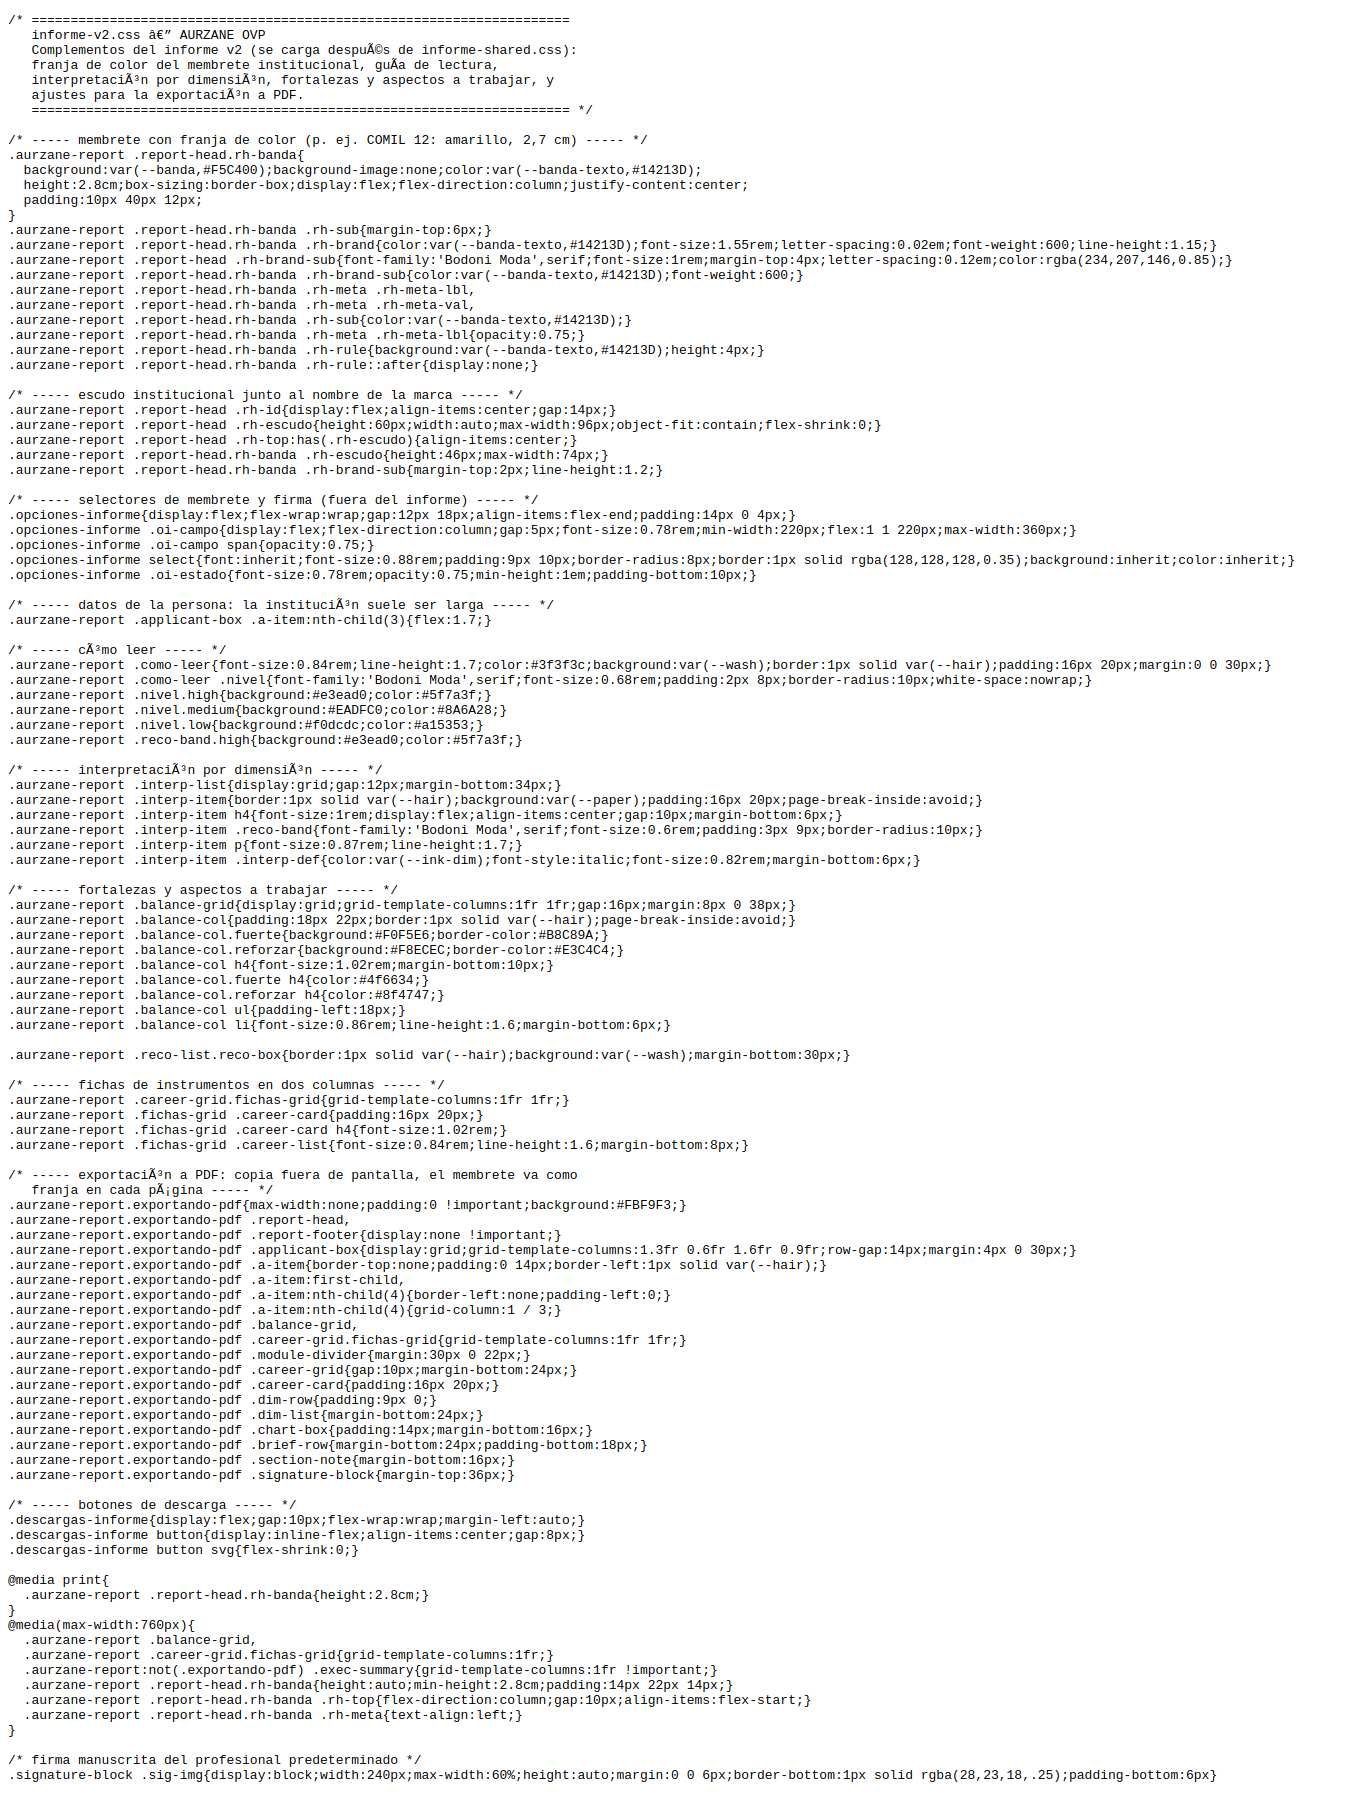 /* =====================================================================
   informe-v2.css â€” AURZANE OVP
   Complementos del informe v2 (se carga despuÃ©s de informe-shared.css):
   franja de color del membrete institucional, guÃ­a de lectura,
   interpretaciÃ³n por dimensiÃ³n, fortalezas y aspectos a trabajar, y
   ajustes para la exportaciÃ³n a PDF.
   ===================================================================== */

/* ----- membrete con franja de color (p. ej. COMIL 12: amarillo, 2,7 cm) ----- */
.aurzane-report .report-head.rh-banda{
  background:var(--banda,#F5C400);background-image:none;color:var(--banda-texto,#14213D);
  height:2.8cm;box-sizing:border-box;display:flex;flex-direction:column;justify-content:center;
  padding:10px 40px 12px;
}
.aurzane-report .report-head.rh-banda .rh-sub{margin-top:6px;}
.aurzane-report .report-head.rh-banda .rh-brand{color:var(--banda-texto,#14213D);font-size:1.55rem;letter-spacing:0.02em;font-weight:600;line-height:1.15;}
.aurzane-report .report-head .rh-brand-sub{font-family:'Bodoni Moda',serif;font-size:1rem;margin-top:4px;letter-spacing:0.12em;color:rgba(234,207,146,0.85);}
.aurzane-report .report-head.rh-banda .rh-brand-sub{color:var(--banda-texto,#14213D);font-weight:600;}
.aurzane-report .report-head.rh-banda .rh-meta .rh-meta-lbl,
.aurzane-report .report-head.rh-banda .rh-meta .rh-meta-val,
.aurzane-report .report-head.rh-banda .rh-sub{color:var(--banda-texto,#14213D);}
.aurzane-report .report-head.rh-banda .rh-meta .rh-meta-lbl{opacity:0.75;}
.aurzane-report .report-head.rh-banda .rh-rule{background:var(--banda-texto,#14213D);height:4px;}
.aurzane-report .report-head.rh-banda .rh-rule::after{display:none;}

/* ----- escudo institucional junto al nombre de la marca ----- */
.aurzane-report .report-head .rh-id{display:flex;align-items:center;gap:14px;}
.aurzane-report .report-head .rh-escudo{height:60px;width:auto;max-width:96px;object-fit:contain;flex-shrink:0;}
.aurzane-report .report-head .rh-top:has(.rh-escudo){align-items:center;}
.aurzane-report .report-head.rh-banda .rh-escudo{height:46px;max-width:74px;}
.aurzane-report .report-head.rh-banda .rh-brand-sub{margin-top:2px;line-height:1.2;}

/* ----- selectores de membrete y firma (fuera del informe) ----- */
.opciones-informe{display:flex;flex-wrap:wrap;gap:12px 18px;align-items:flex-end;padding:14px 0 4px;}
.opciones-informe .oi-campo{display:flex;flex-direction:column;gap:5px;font-size:0.78rem;min-width:220px;flex:1 1 220px;max-width:360px;}
.opciones-informe .oi-campo span{opacity:0.75;}
.opciones-informe select{font:inherit;font-size:0.88rem;padding:9px 10px;border-radius:8px;border:1px solid rgba(128,128,128,0.35);background:inherit;color:inherit;}
.opciones-informe .oi-estado{font-size:0.78rem;opacity:0.75;min-height:1em;padding-bottom:10px;}

/* ----- datos de la persona: la instituciÃ³n suele ser larga ----- */
.aurzane-report .applicant-box .a-item:nth-child(3){flex:1.7;}

/* ----- cÃ³mo leer ----- */
.aurzane-report .como-leer{font-size:0.84rem;line-height:1.7;color:#3f3f3c;background:var(--wash);border:1px solid var(--hair);padding:16px 20px;margin:0 0 30px;}
.aurzane-report .como-leer .nivel{font-family:'Bodoni Moda',serif;font-size:0.68rem;padding:2px 8px;border-radius:10px;white-space:nowrap;}
.aurzane-report .nivel.high{background:#e3ead0;color:#5f7a3f;}
.aurzane-report .nivel.medium{background:#EADFC0;color:#8A6A28;}
.aurzane-report .nivel.low{background:#f0dcdc;color:#a15353;}
.aurzane-report .reco-band.high{background:#e3ead0;color:#5f7a3f;}

/* ----- interpretaciÃ³n por dimensiÃ³n ----- */
.aurzane-report .interp-list{display:grid;gap:12px;margin-bottom:34px;}
.aurzane-report .interp-item{border:1px solid var(--hair);background:var(--paper);padding:16px 20px;page-break-inside:avoid;}
.aurzane-report .interp-item h4{font-size:1rem;display:flex;align-items:center;gap:10px;margin-bottom:6px;}
.aurzane-report .interp-item .reco-band{font-family:'Bodoni Moda',serif;font-size:0.6rem;padding:3px 9px;border-radius:10px;}
.aurzane-report .interp-item p{font-size:0.87rem;line-height:1.7;}
.aurzane-report .interp-item .interp-def{color:var(--ink-dim);font-style:italic;font-size:0.82rem;margin-bottom:6px;}

/* ----- fortalezas y aspectos a trabajar ----- */
.aurzane-report .balance-grid{display:grid;grid-template-columns:1fr 1fr;gap:16px;margin:8px 0 38px;}
.aurzane-report .balance-col{padding:18px 22px;border:1px solid var(--hair);page-break-inside:avoid;}
.aurzane-report .balance-col.fuerte{background:#F0F5E6;border-color:#B8C89A;}
.aurzane-report .balance-col.reforzar{background:#F8ECEC;border-color:#E3C4C4;}
.aurzane-report .balance-col h4{font-size:1.02rem;margin-bottom:10px;}
.aurzane-report .balance-col.fuerte h4{color:#4f6634;}
.aurzane-report .balance-col.reforzar h4{color:#8f4747;}
.aurzane-report .balance-col ul{padding-left:18px;}
.aurzane-report .balance-col li{font-size:0.86rem;line-height:1.6;margin-bottom:6px;}

.aurzane-report .reco-list.reco-box{border:1px solid var(--hair);background:var(--wash);margin-bottom:30px;}

/* ----- fichas de instrumentos en dos columnas ----- */
.aurzane-report .career-grid.fichas-grid{grid-template-columns:1fr 1fr;}
.aurzane-report .fichas-grid .career-card{padding:16px 20px;}
.aurzane-report .fichas-grid .career-card h4{font-size:1.02rem;}
.aurzane-report .fichas-grid .career-list{font-size:0.84rem;line-height:1.6;margin-bottom:8px;}

/* ----- exportaciÃ³n a PDF: copia fuera de pantalla, el membrete va como
   franja en cada pÃ¡gina ----- */
.aurzane-report.exportando-pdf{max-width:none;padding:0 !important;background:#FBF9F3;}
.aurzane-report.exportando-pdf .report-head,
.aurzane-report.exportando-pdf .report-footer{display:none !important;}
.aurzane-report.exportando-pdf .applicant-box{display:grid;grid-template-columns:1.3fr 0.6fr 1.6fr 0.9fr;row-gap:14px;margin:4px 0 30px;}
.aurzane-report.exportando-pdf .a-item{border-top:none;padding:0 14px;border-left:1px solid var(--hair);}
.aurzane-report.exportando-pdf .a-item:first-child,
.aurzane-report.exportando-pdf .a-item:nth-child(4){border-left:none;padding-left:0;}
.aurzane-report.exportando-pdf .a-item:nth-child(4){grid-column:1 / 3;}
.aurzane-report.exportando-pdf .balance-grid,
.aurzane-report.exportando-pdf .career-grid.fichas-grid{grid-template-columns:1fr 1fr;}
.aurzane-report.exportando-pdf .module-divider{margin:30px 0 22px;}
.aurzane-report.exportando-pdf .career-grid{gap:10px;margin-bottom:24px;}
.aurzane-report.exportando-pdf .career-card{padding:16px 20px;}
.aurzane-report.exportando-pdf .dim-row{padding:9px 0;}
.aurzane-report.exportando-pdf .dim-list{margin-bottom:24px;}
.aurzane-report.exportando-pdf .chart-box{padding:14px;margin-bottom:16px;}
.aurzane-report.exportando-pdf .brief-row{margin-bottom:24px;padding-bottom:18px;}
.aurzane-report.exportando-pdf .section-note{margin-bottom:16px;}
.aurzane-report.exportando-pdf .signature-block{margin-top:36px;}

/* ----- botones de descarga ----- */
.descargas-informe{display:flex;gap:10px;flex-wrap:wrap;margin-left:auto;}
.descargas-informe button{display:inline-flex;align-items:center;gap:8px;}
.descargas-informe button svg{flex-shrink:0;}

@media print{
  .aurzane-report .report-head.rh-banda{height:2.8cm;}
}
@media(max-width:760px){
  .aurzane-report .balance-grid,
  .aurzane-report .career-grid.fichas-grid{grid-template-columns:1fr;}
  .aurzane-report:not(.exportando-pdf) .exec-summary{grid-template-columns:1fr !important;}
  .aurzane-report .report-head.rh-banda{height:auto;min-height:2.8cm;padding:14px 22px 14px;}
  .aurzane-report .report-head.rh-banda .rh-top{flex-direction:column;gap:10px;align-items:flex-start;}
  .aurzane-report .report-head.rh-banda .rh-meta{text-align:left;}
}

/* firma manuscrita del profesional predeterminado */
.signature-block .sig-img{display:block;width:240px;max-width:60%;height:auto;margin:0 0 6px;border-bottom:1px solid rgba(28,23,18,.25);padding-bottom:6px}